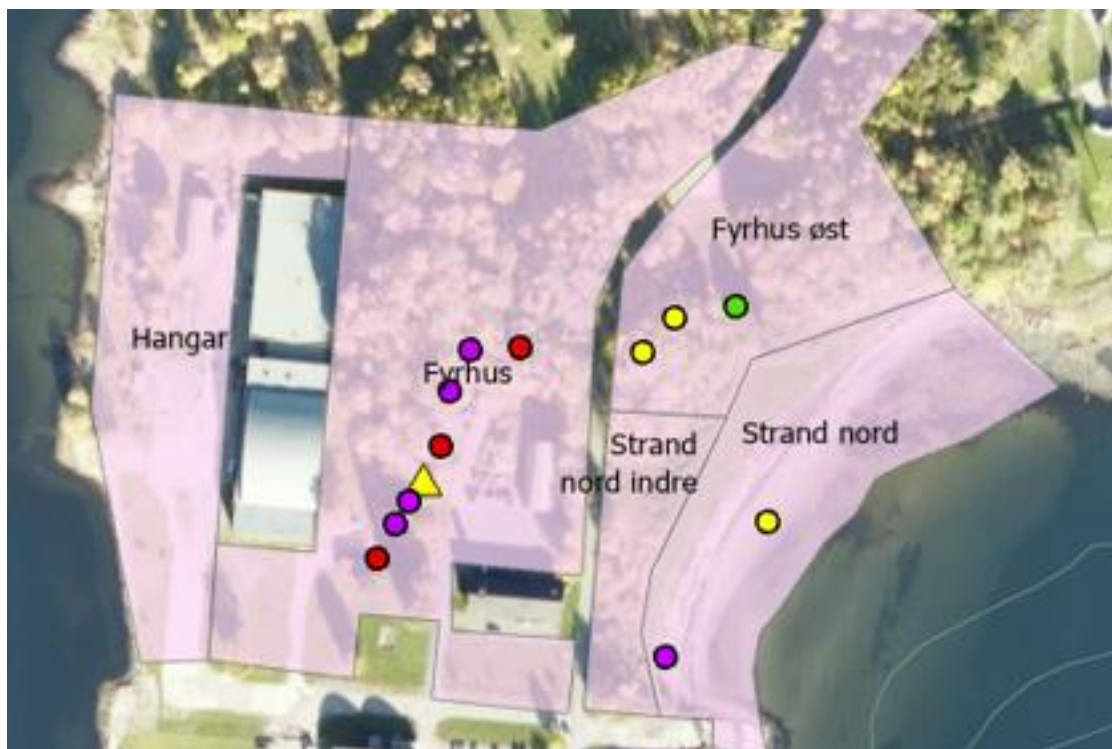 Fyrhus øst
Hangar
Fyrhus
Strand
nord indre
Strand nord